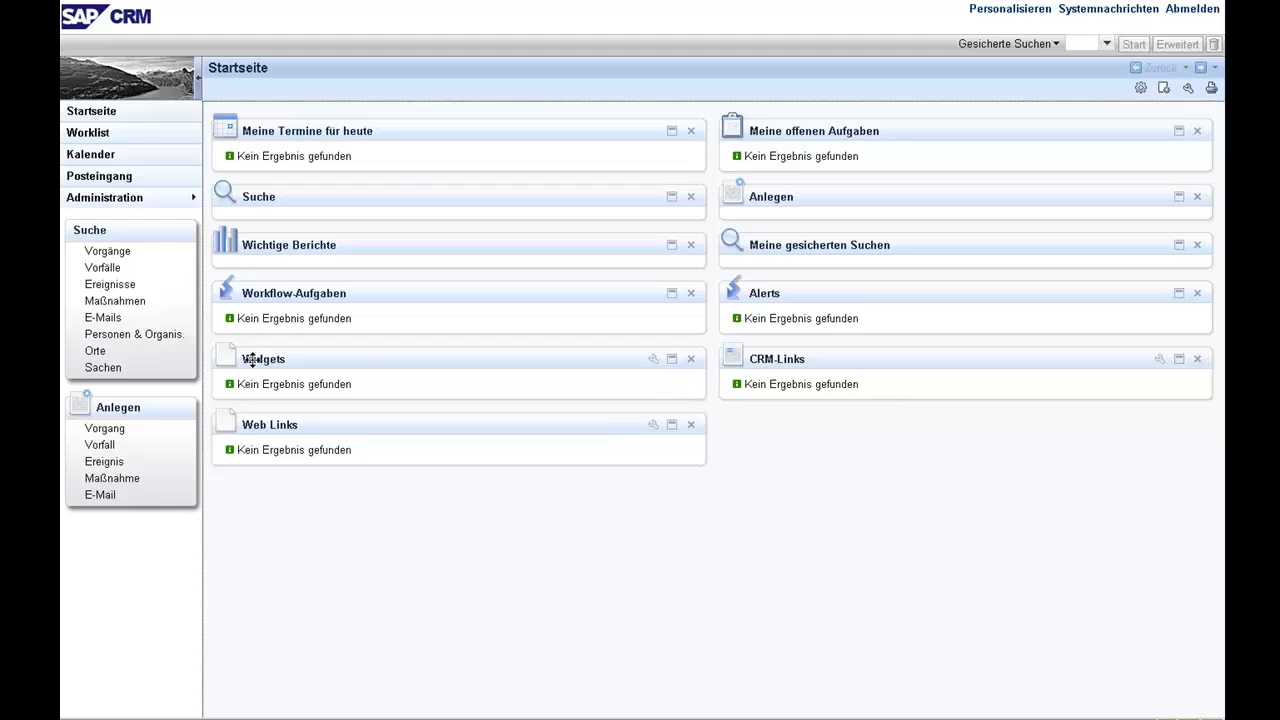 SAP CRM
Personalisieren Systemnachrichten Abmelden
Gesicherte Suchen Start Erweitert
Startseite
Zurück
Startseite
Worklist
Kalender
Posteingang
Administration
Suche
Vorgänge
Vorfälle
Ereignisse
Maßnahmen
E-Mails
Personen & Organis.
Orte
Sachen
Anlegen
Vorgang
Vorfall
Ereignis
Maßnahme
E-Mail
Meine Termine für heute
Kein Ergebnis gefunden
Meine offenen Aufgaben
Kein Ergebnis gefunden
Suche
Anlegen
Wichtige Berichte
Meine gesicherten Suchen
Workflow-Aufgaben
Kein Ergebnis gefunden
Alerts
Kein Ergebnis gefunden
Widgets
Kein Ergebnis gefunden
CRM-Links
Kein Ergebnis gefunden
Web Links
Kein Ergebnis gefunden